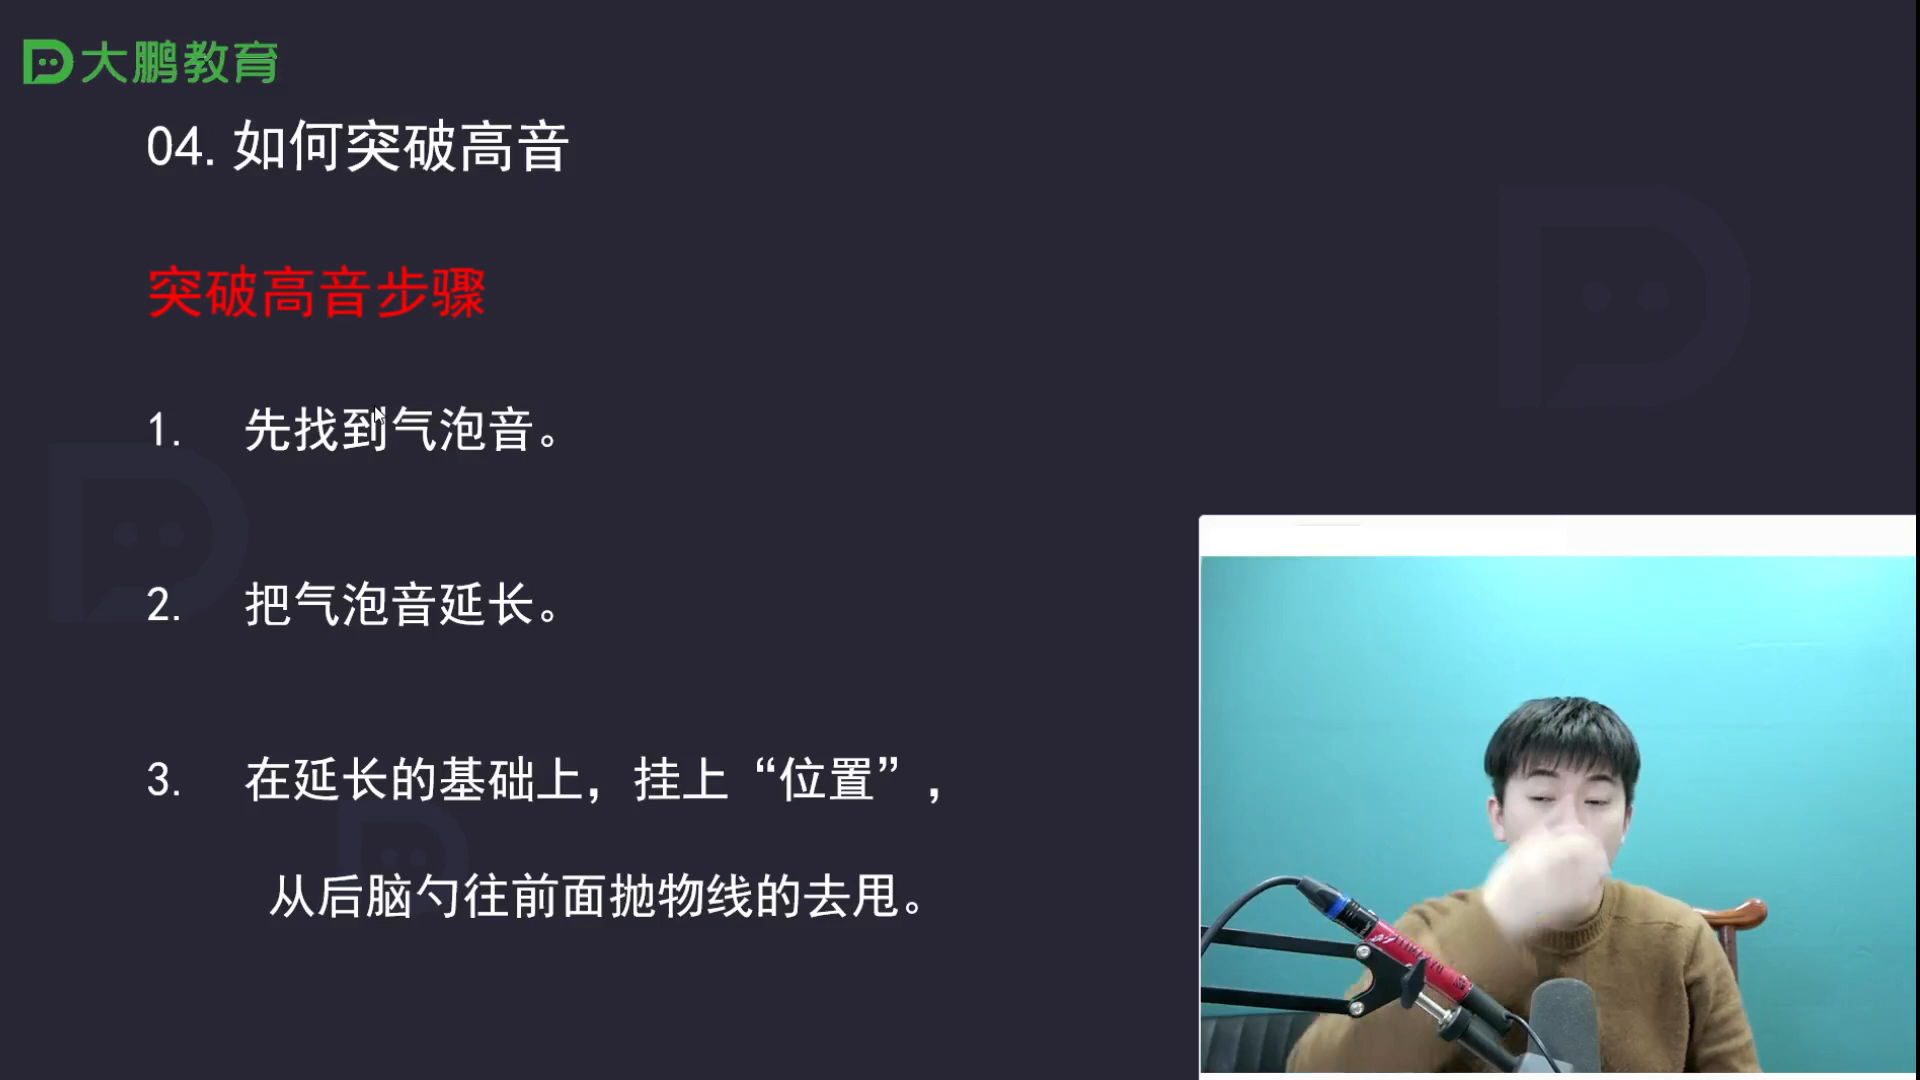 大鹏教育
04.如何突破高音
突破高音步骤
1. 先找到气泡音。
2. 把气泡音延长。
3. 在延长的基础上，挂上“位置”，
从后脑勺往前面抛物线的去甩。